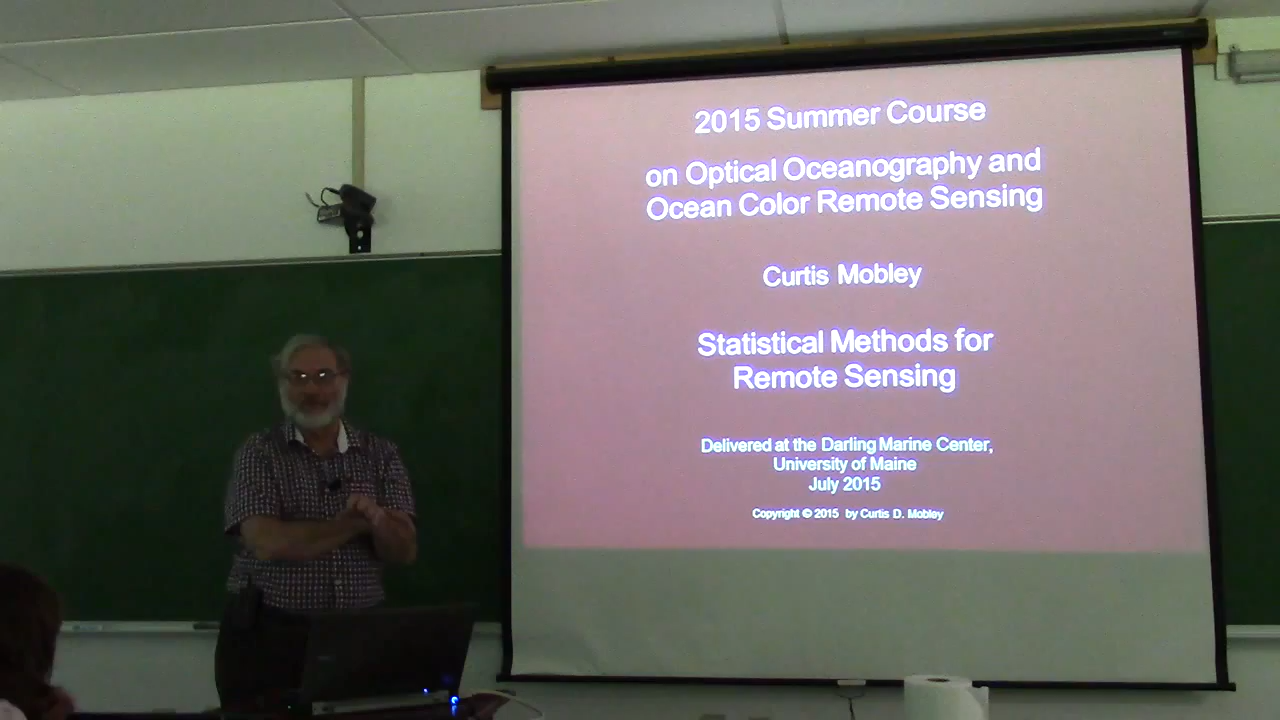 2015 Summer Course
on Optical Oceanography and
Ocean Color Remote Sensing
Curtis Mobley
Statistical Methods for
Remote Sensing
Delivered at the Darling Marine Center,
University of Maine
July 2015
Copyright © 2015 by Curtis D. Mobley